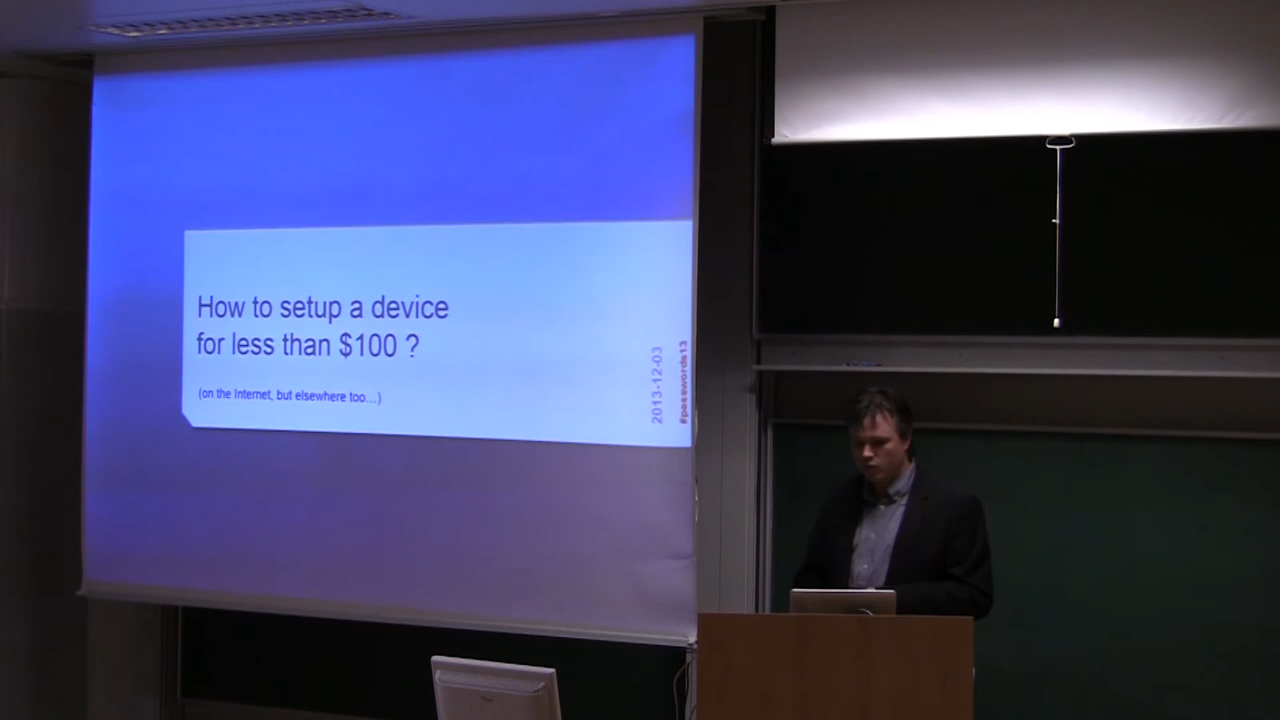 How to setup a device
for less than $100 ?
(on the Internet, but elsewhere too...)
2013-12-03
#passwords13